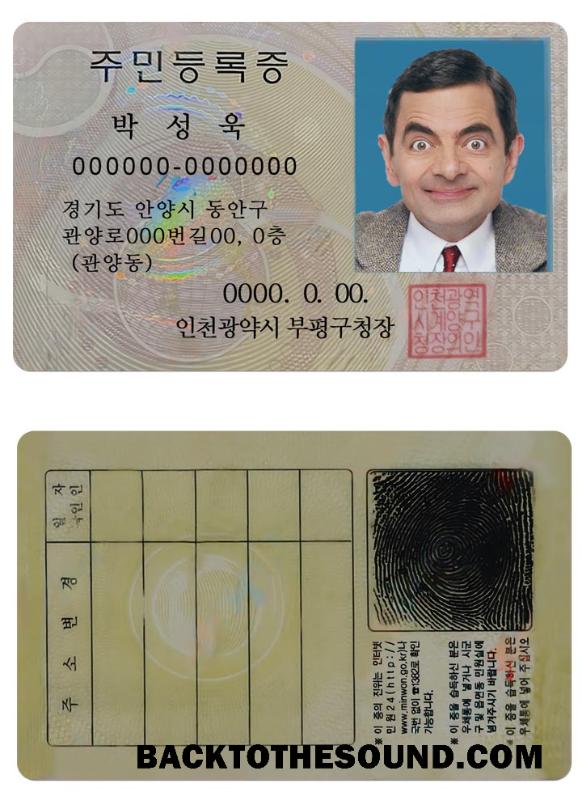 주민등록증
박 성 욱
000000-0000000
경기도 안양시 동안구
관양로000번길00, 0층
(관양동)
0000. 0. 00.
인천광약시 부평구청장
인천광역
시계양구
청장의인
주 소 변 경
※ 이 증의 진위는 인터넷
민원24(http://
www.minwon.go.kr)나
국번 없이 ☎1382로 확인
가능합니다.
※ 이 증을 습득하신 분은
우체통에 넣거나 시군
구 및 읍면동 민원실에
넘겨주시기 바랍니다.
이 증을 습득하신 분은
우체통에 넣어 주십시오
BACKTOTHESOUND.COM